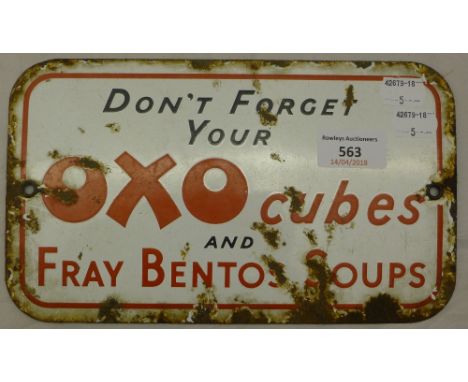 DON'T FORGET
YOUR
OXO cubes
AND
FRAY BENTOS SOUPS
42679-18
5
42679-18
5
Rowleys Auctioneers
563
14/04/2018